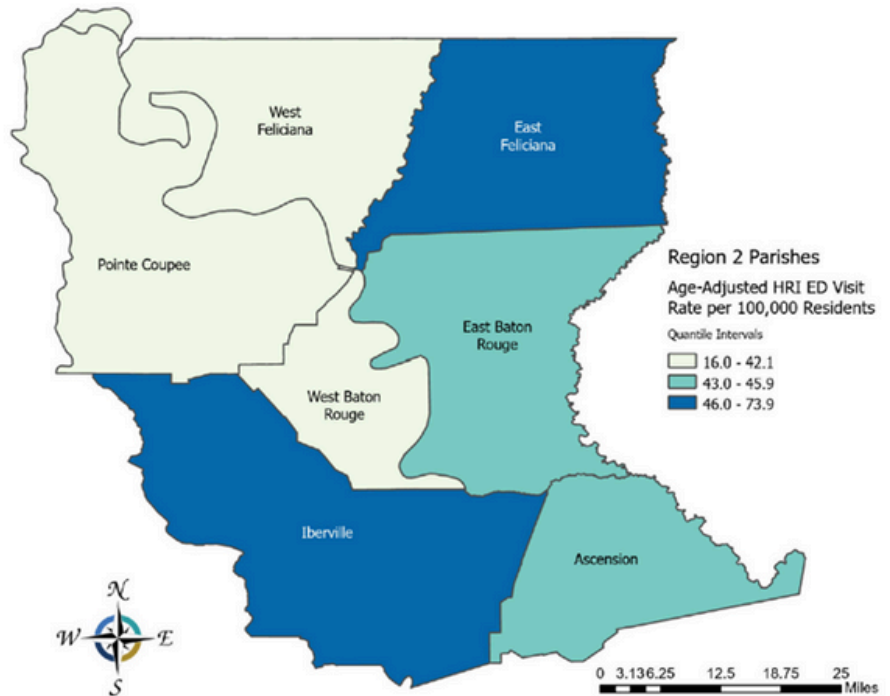 West
Feliciana
East
Feliciana
Pointe Coupee
Region 2 Parishes
Age-Adjusted HRI ED Visit
Rate per 100,000 Residents
Quantile Intervals
16.0 - 42.1
43.0 - 45.9
46.0 - 73.9
East Baton
Rouge
West Baton
Rouge
Iberville
Ascension
N
W E
S
0 3.136.25 12.5 18.75 25
Miles